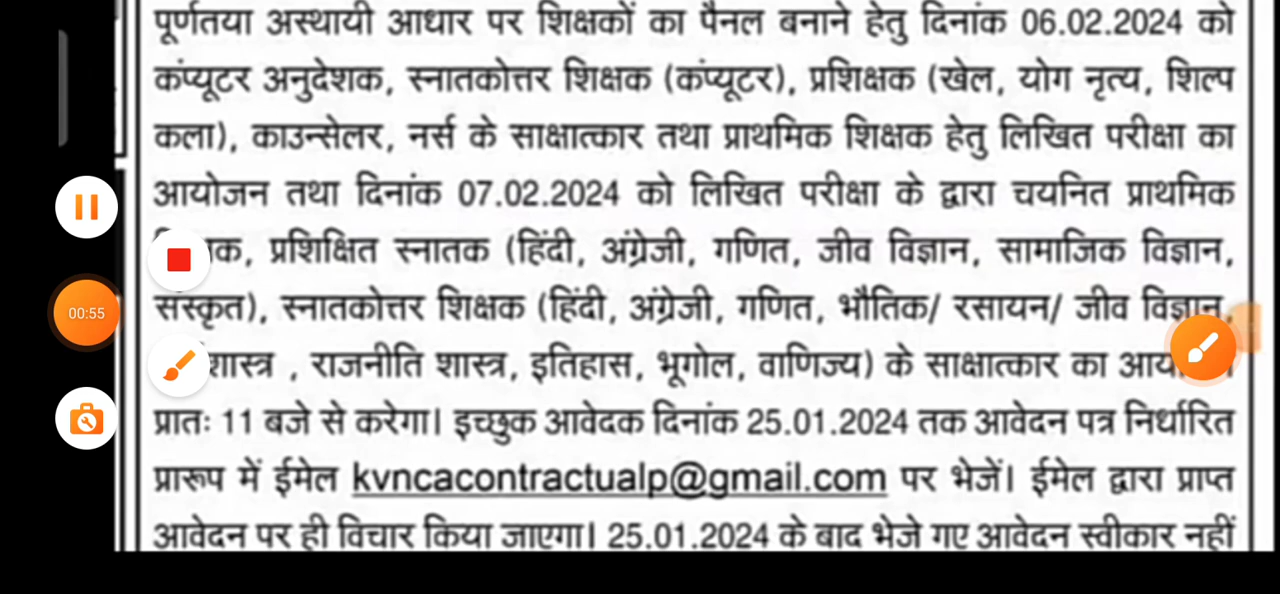 पूर्णतया अस्थायी आधार पर शिक्षकों का पैनल बनाने हेतु दिनांक 06.02.2024 को
कंप्यूटर अनुदेशक, स्नातकोत्तर शिक्षक (कंप्यूटर), प्रशिक्षक (खेल, योग नृत्य, शिल्प
कला), काउन्सेलर, नर्स के साक्षात्कार तथा प्राथमिक शिक्षक हेतु लिखित परीक्षा का
आयोजन तथा दिनांक 07.02.2024 को लिखित परीक्षा के द्वारा चयनित प्राथमिक
प्रशिक्षित स्नातक (हिंदी, अंग्रेजी, गणित, जीव विज्ञान, सामाजिक विज्ञान,
संस्कृत), स्नातकोत्तर शिक्षक (हिंदी, अंग्रेजी, गणित, भौतिक/ रसायन/ जीव विज्ञान,
00:55
शास्त्र , राजनीति शास्त्र, इतिहास, भूगोल, वाणिज्य) के साक्षात्कार का
प्रातः 11 बजे से करेगा। इच्छुक आवेदक दिनांक 25.01.2024 तक आवेदन पत्र निर्धारित
प्रारूप में ईमेल kvncacontractualp@gmail.com पर भेजें। ईमेल द्वारा प्राप्त
आवेदन पर ही विचार किया जाएगा। 25.01.2024 के बाद भेजे गए आवेदन स्वीकार नहीं